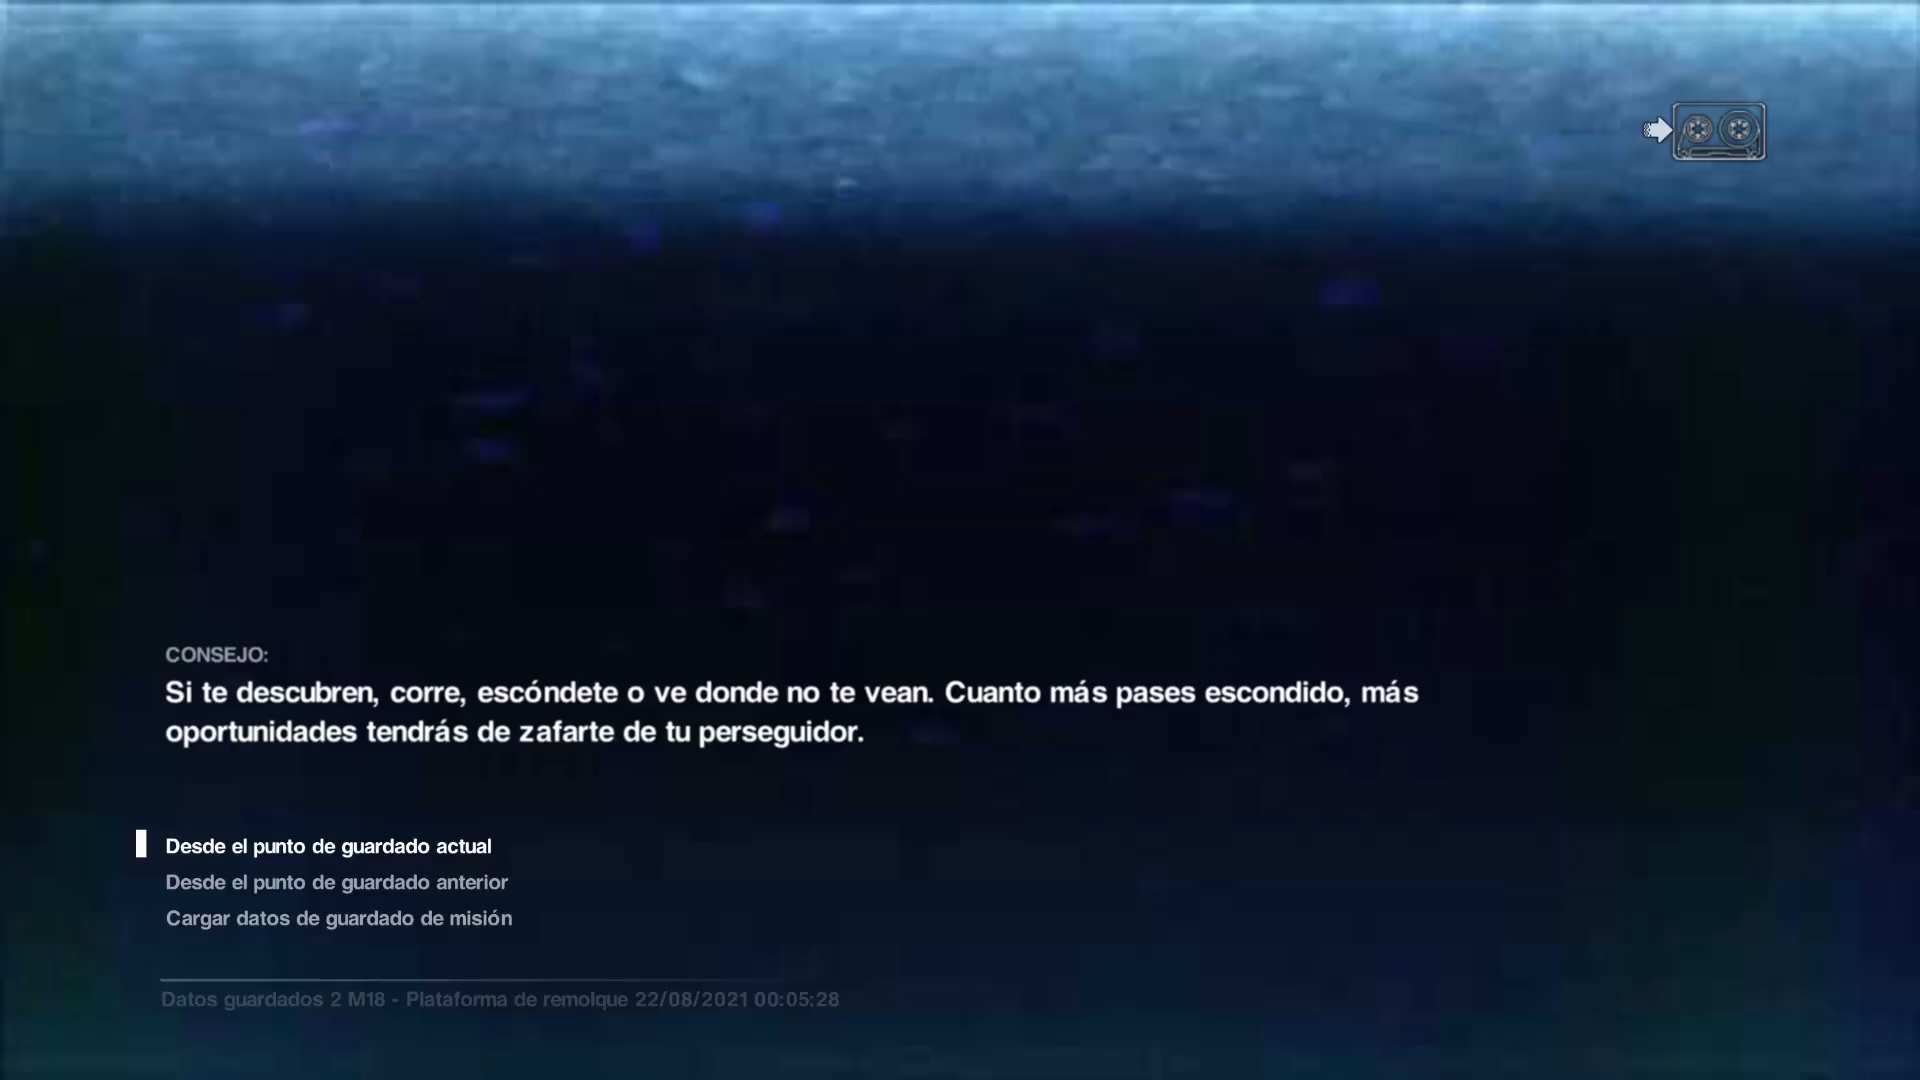 CONSEJO:
Si te descubren, corre, escóndete o ve donde no te vean. Cuanto más pases escondido, más
oportunidades tendrás de zafarte de tu perseguidor.
Desde el punto de guardado actual
Desde el punto de guardado anterior
Cargar datos de guardado de misión
Datos guardados 2 M18 - Plataforma de remolque 22/08/2021 00:05:28